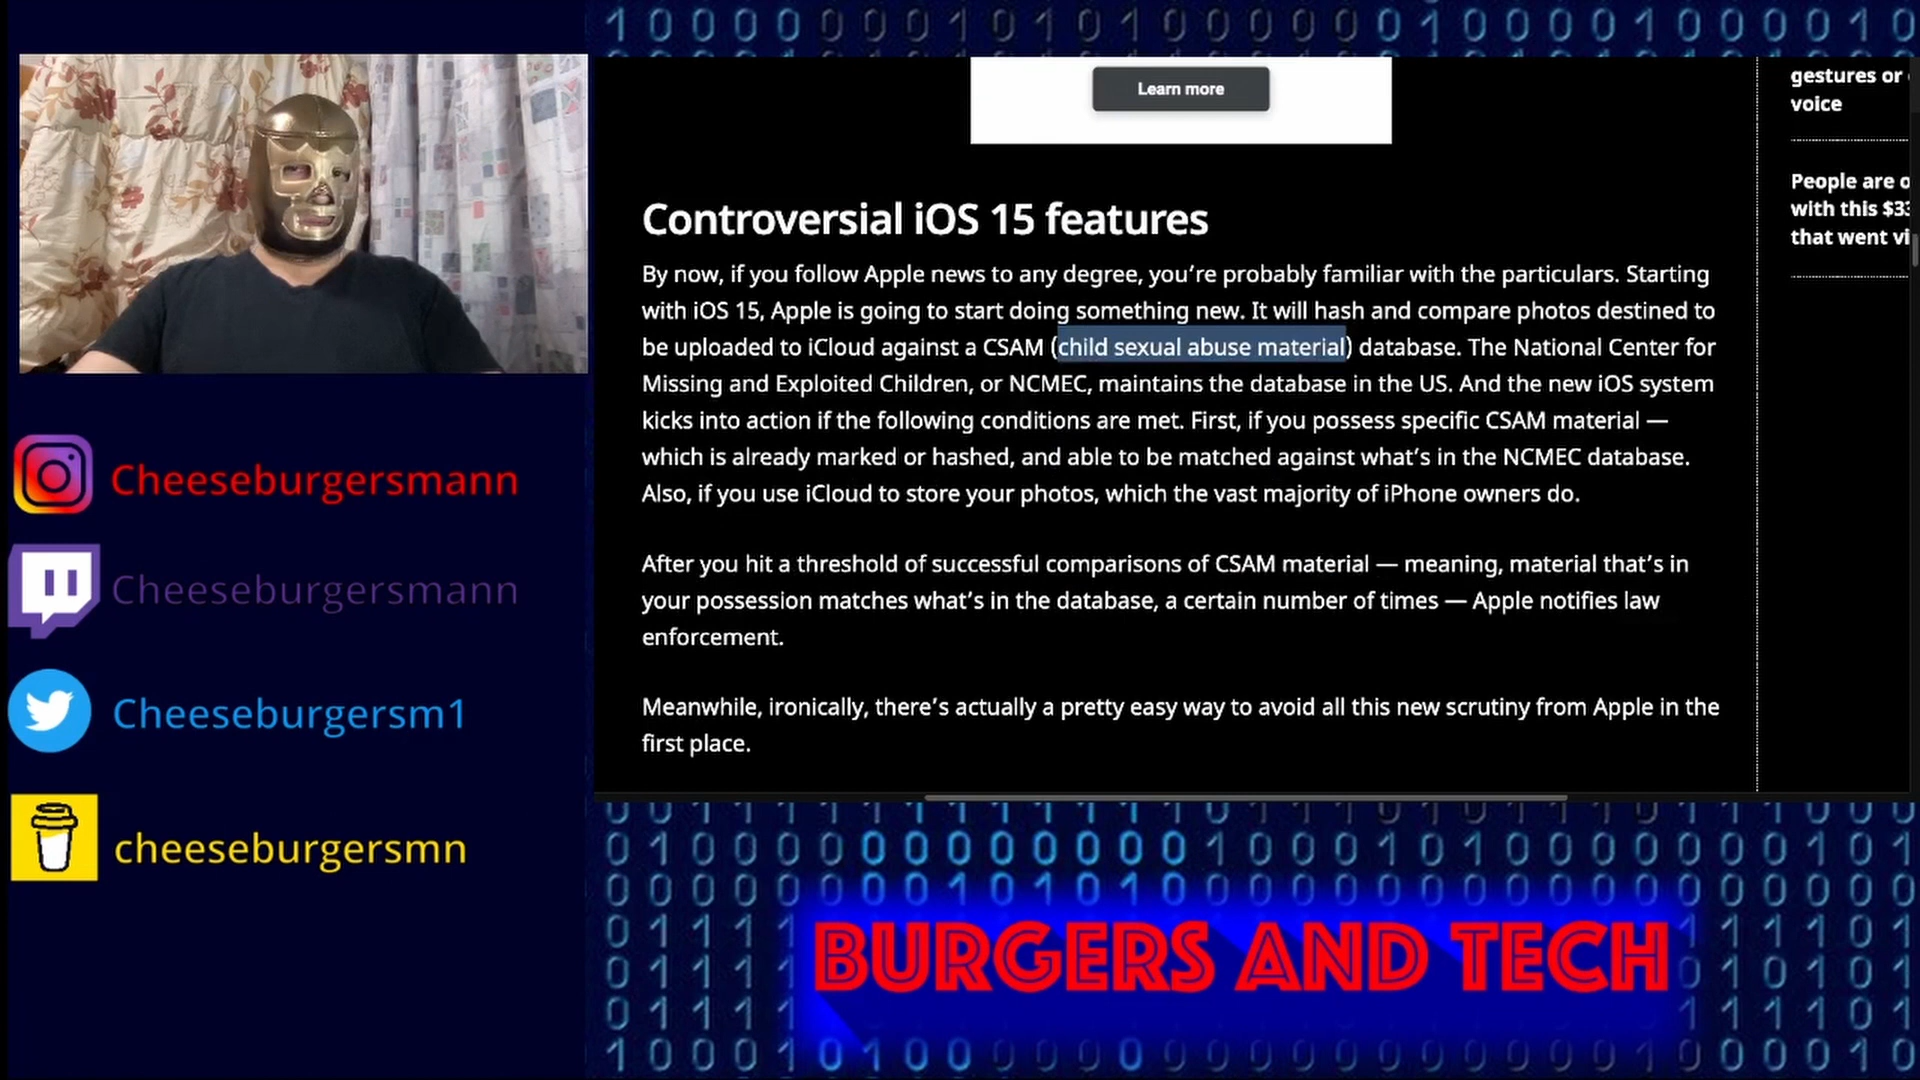 Learn more
gestures or
voice
People are o
with this $33
that went vi
Controversial iOS 15 features
By now, if you follow Apple news to any degree, you’re probably familiar with the particulars. Starting
with iOS 15, Apple is going to start doing something new. It will hash and compare photos destined to
be uploaded to iCloud against a CSAM (child sexual abuse material) database. The National Center for
Missing and Exploited Children, or NCMEC, maintains the database in the US. And the new iOS system
kicks into action if the following conditions are met. First, if you possess specific CSAM material —
which is already marked or hashed, and able to be matched against what’s in the NCMEC database.
Also, if you use iCloud to store your photos, which the vast majority of iPhone owners do.
After you hit a threshold of successful comparisons of CSAM material — meaning, material that’s in
your possession matches what’s in the database, a certain number of times — Apple notifies law
enforcement.
Meanwhile, ironically, there’s actually a pretty easy way to avoid all this new scrutiny from Apple in the
first place.
Cheeseburgersmann
Cheeseburgersmann
Cheeseburgersm1
cheeseburgersmn
BURGERS AND TECH